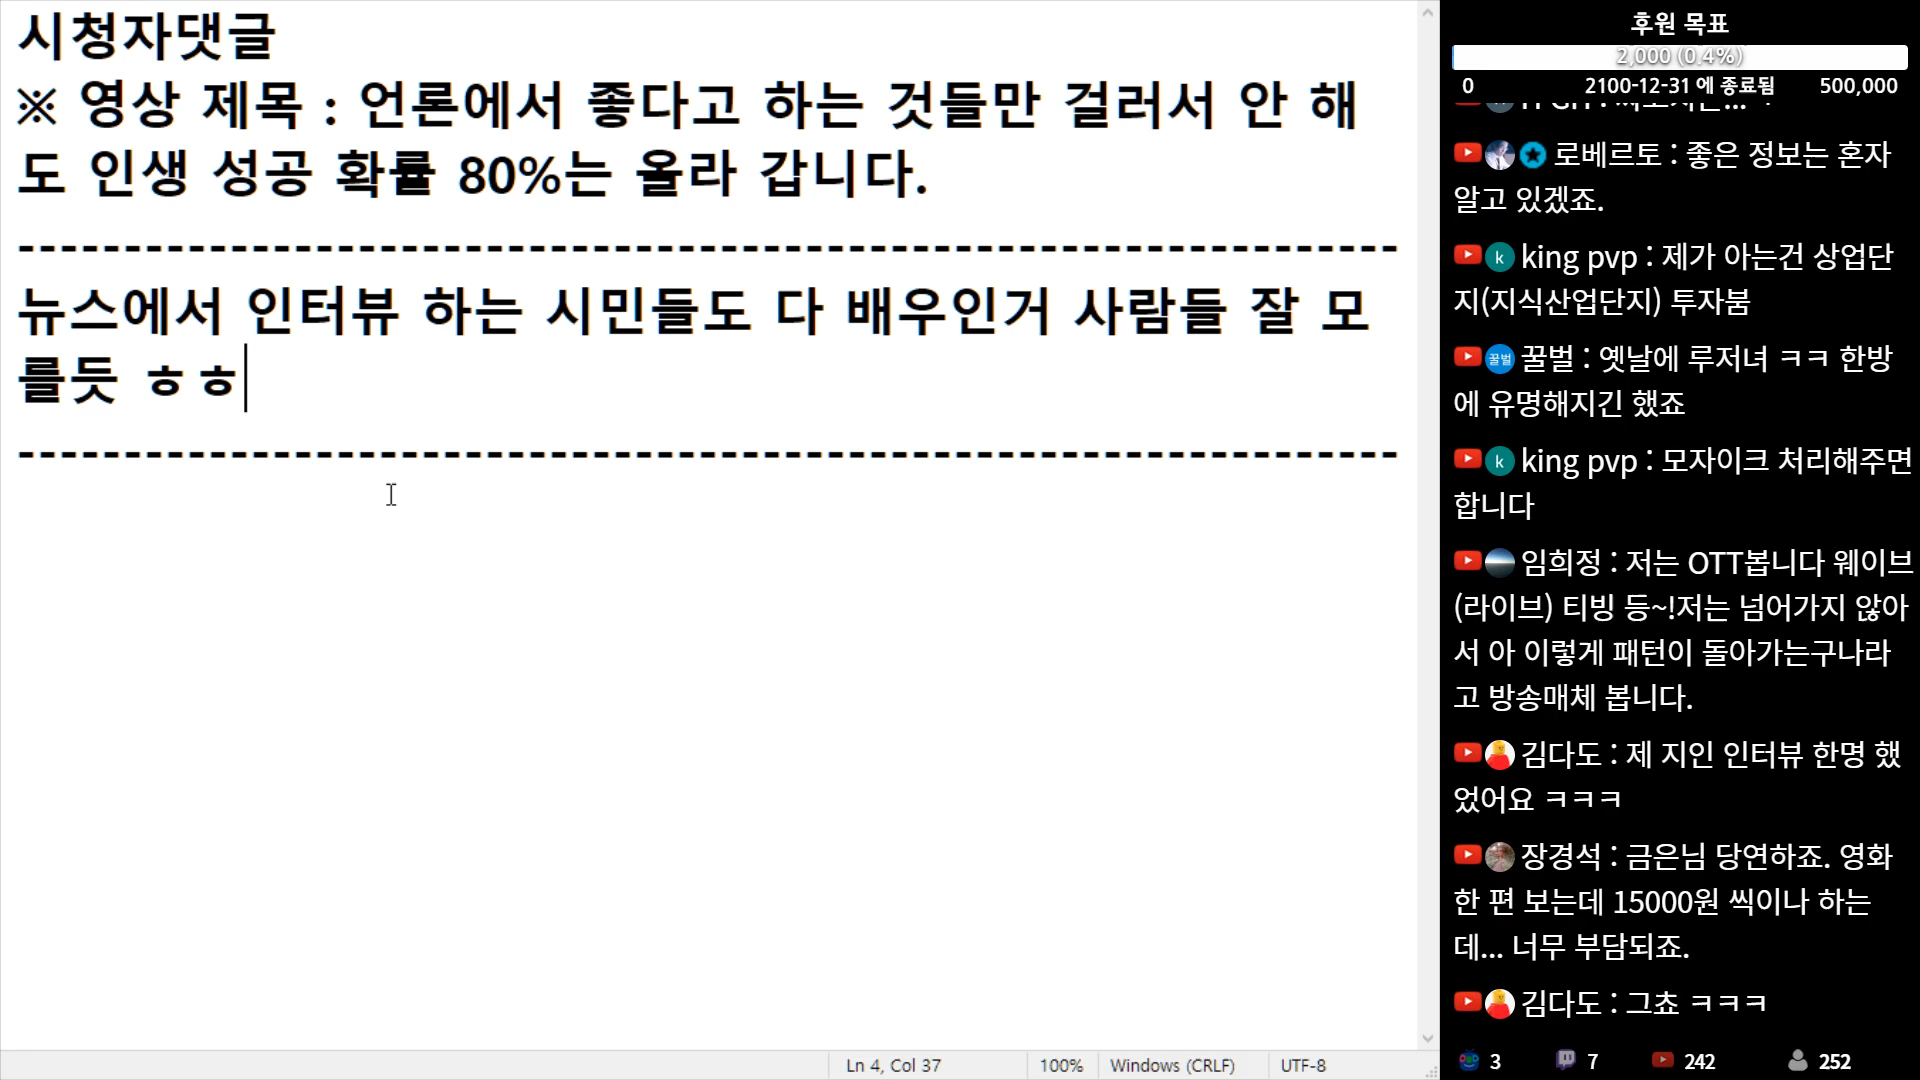 시청자댓글
※ 영상 제목 : 언론에서 좋다고 하는 것들만 걸러서 안 해
도 인생 성공 확률 80%는 올라 갑니다.
-----------------------------------------------------------------
뉴스에서 인터뷰 하는 시민들도 다 배우인거 사람들 잘 모
를듯 ㅎㅎ
-----------------------------------------------------------------
Ln 4, Col 37
100%
Windows (CRLF)
UTF-8
후원 목표
2,000 (0.4%)
0 2100-12-31 에 종료됨 500,000
로베르토 : 좋은 정보는 혼자
알고 있겠죠.
k king pvp : 제가 아는건 상업단
지(지식산업단지) 투자붐
꿀벌 꿀벌 : 옛날에 루저녀 ㅋㅋ 한방
에 유명해지긴 했죠
k king pvp : 모자이크 처리해주면
합니다
임희정 : 저는 OTT봅니다 웨이브
(라이브) 티빙 등~!저는 넘어가지 않아
서 아 이렇게 패턴이 돌아가는구나라
고 방송매체 봅니다.
김다도 : 제 지인 인터뷰 한명 했
었어요 ㅋㅋㅋ
장경석 : 금은님 당연하죠. 영화
한 편 보는데 15000원 씩이나 하는
데... 너무 부담되죠.
김다도 : 그쵸 ㅋㅋㅋ
3 7 242 252